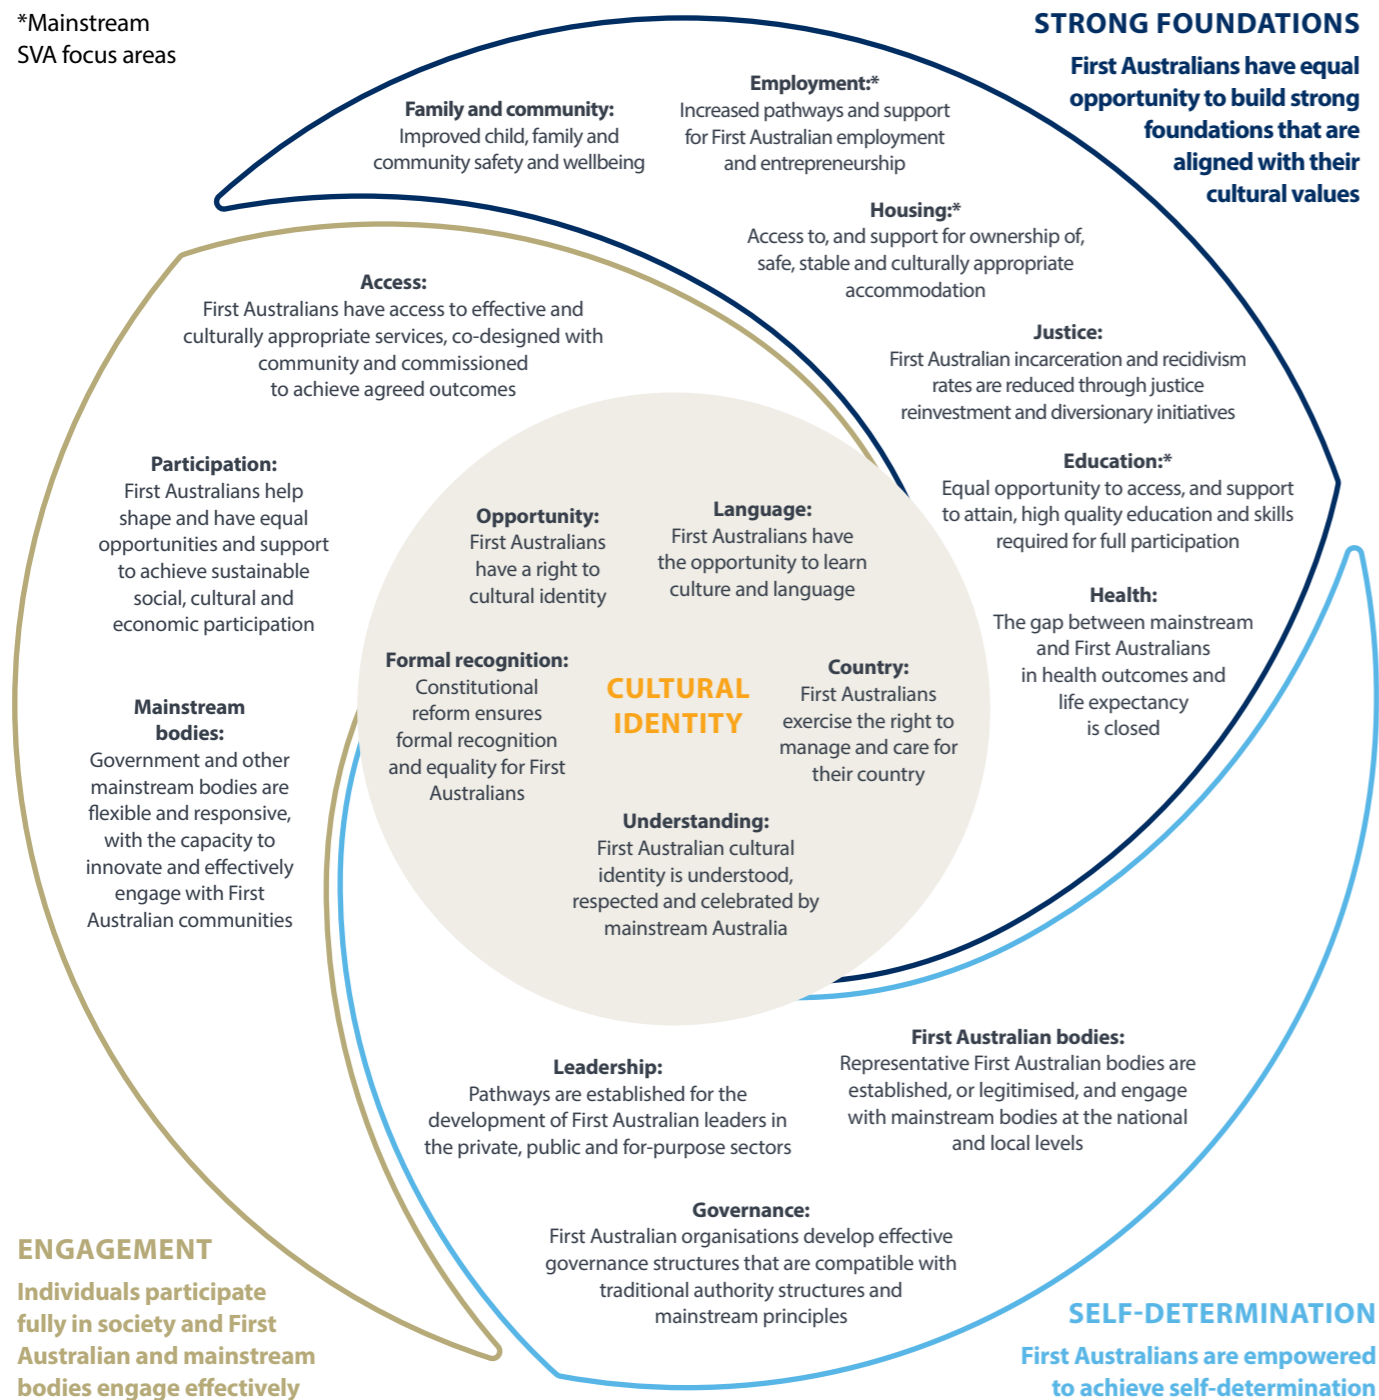 *Mainstream
SVA focus areas
STRONG FOUNDATIONS
First Australians have equal
opportunity to build strong
foundations that are
aligned with their
cultural values
Family and community:
Improved child, family and
community safety and wellbeing
Employment:*
Increased pathways and support
for First Australian employment
and entrepreneurship
Housing:*
Access to, and support for ownership of,
safe, stable and culturally appropriate
accommodation
Justice:
First Australian incarceration and recidivism
rates are reduced through justice
reinvestment and diversionary initiatives
Education:*
Equal opportunity to access, and support
to attain, high quality education and skills
required for full participation
Health:
The gap between mainstream
and First Australians
in health outcomes and
life expectancy
is closed
Access:
First Australians have access to effective and
culturally appropriate services, co-designed with
community and commissioned
to achieve agreed outcomes
Participation:
First Australians help
shape and have equal
opportunities and support
to achieve sustainable
social, cultural and
economic participation
Mainstream
bodies:
Government and other
mainstream bodies are
flexible and responsive,
with the capacity to
innovate and effectively
engage with First
Australian communities
Opportunity:
First Australians
have a right to
cultural identity
Language:
First Australians have
the opportunity to learn
culture and language
Formal recognition:
Constitutional
reform ensures
formal recognition
and equality for First
Australians
CULTURAL
IDENTITY
Country:
First Australians
exercise the right to
manage and care for
their country
Understanding:
First Australian cultural
identity is understood,
respected and celebrated by
mainstream Australia
Leadership:
Pathways are established for the
development of First Australian leaders in
the private, public and for-purpose sectors
First Australian bodies:
Representative First Australian bodies are
established, or legitimised, and engage
with mainstream bodies at the national
and local levels
Governance:
First Australian organisations develop effective
governance structures that are compatible with
traditional authority structures and
mainstream principles
ENGAGEMENT
Individuals participate
fully in society and First
Australian and mainstream
bodies engage effectively
SELF-DETERMINATION
First Australians are empowered
to achieve self-determination